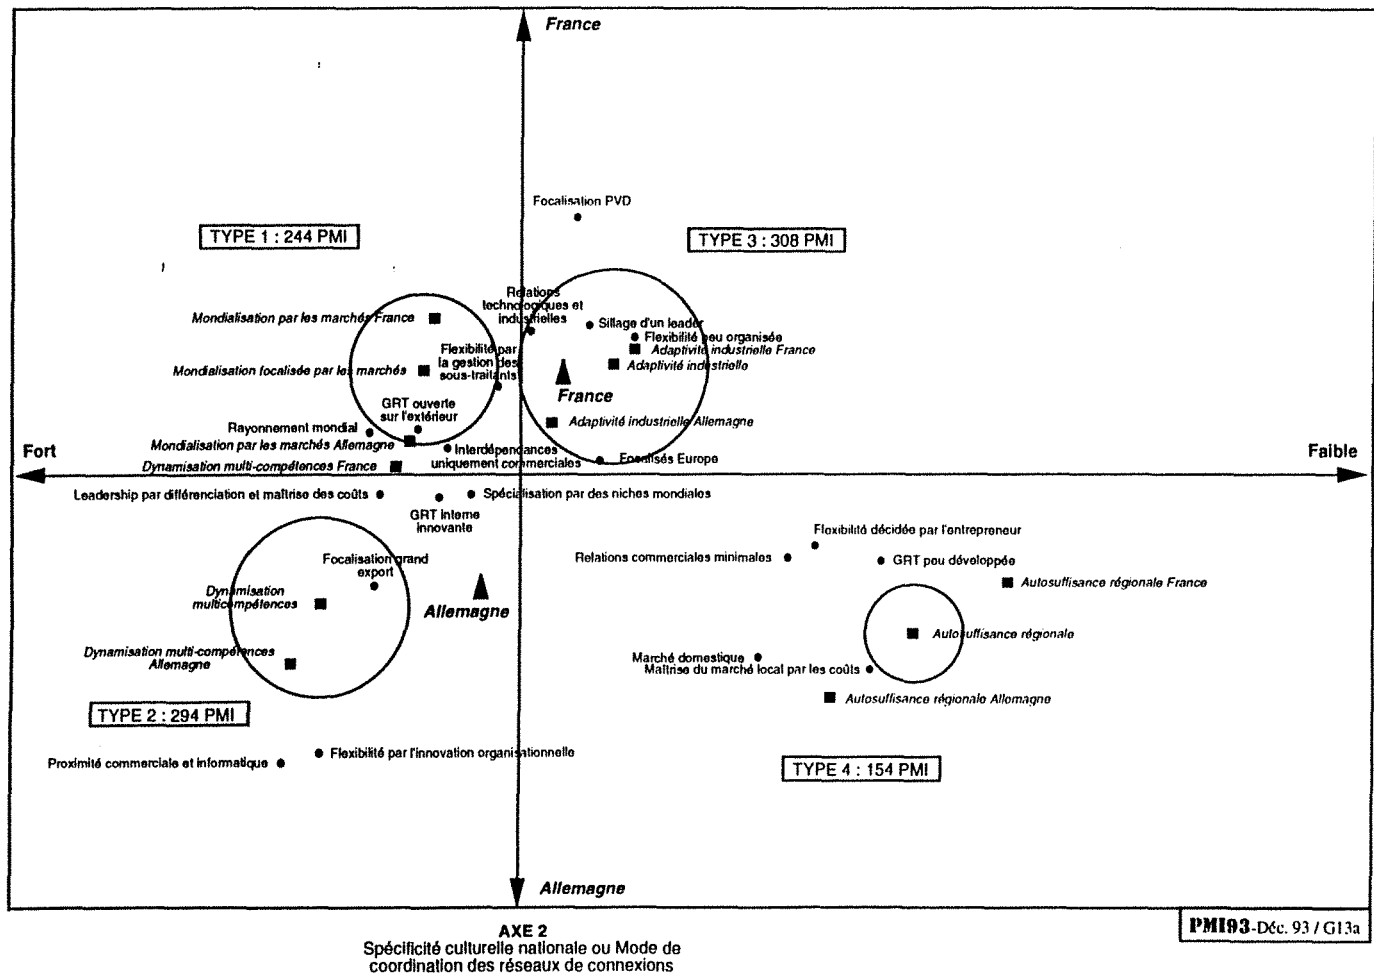 France
Focalisation PVD
TYPE 1 : 244 PMI
TYPE 3 : 308 PMI
Relations
technologiques et
industrielles
Mondialisation par les marchés France
Sillage d'un leader
Flexibilité peu organisée
Adaptivité industrielle France
Flexibilité par
la gestion des
sous-traitants
Mondialisation focalisée par les marchés
Adaptivité industrielle
France
GRT ouverte
sur l'extérieur
Adaptivité industrielle Allemagne
Rayonnement mondial
Mondialisation par les marchés Allemagne
Interdépendances
uniquement commerciales
Fort
Focalisés Europe
Faible
Dynamisation multi-compétences France
Leadership par différenciation et maîtrise des coûts
Spécialisation par des niches mondiales
GRT interne
innovante
Flexibilité décidée par l'entrepreneur
Relations commerciales minimales
GRT peu développée
Focalisation grand
export
Autosuffisance régionale France
Dynamisation
multicompétences
Allemagne
Autosuffisance régionale
Dynamisation multi-compétences
Allemagne
Marché domestique
Maîtrise du marché local par les coûts
Autosuffisance régionale Allemagne
TYPE 2 : 294 PMI
Flexibilité par l'innovation organisationnelle
Proximité commerciale et informatique
TYPE 4 : 154 PMI
Allemagne
PMI93-Déc. 93 / G13a
AXE 2
Spécificité culturelle nationale ou Mode de
coordination des réseaux de connexions